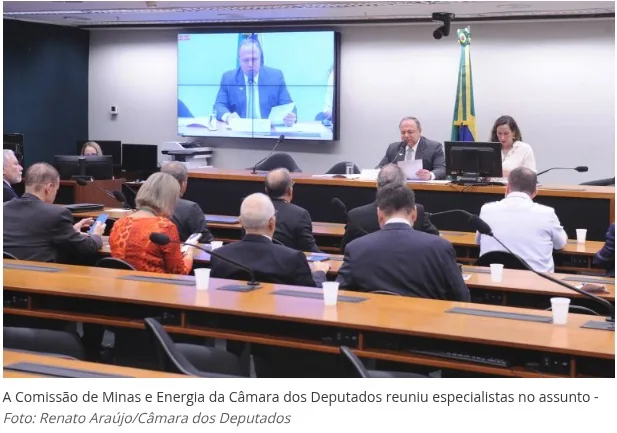 A Comissão de Minas e Energia da Câmara dos Deputados reuniu especialistas no assunto -
Foto: Renato Araújo/Câmara dos Deputados